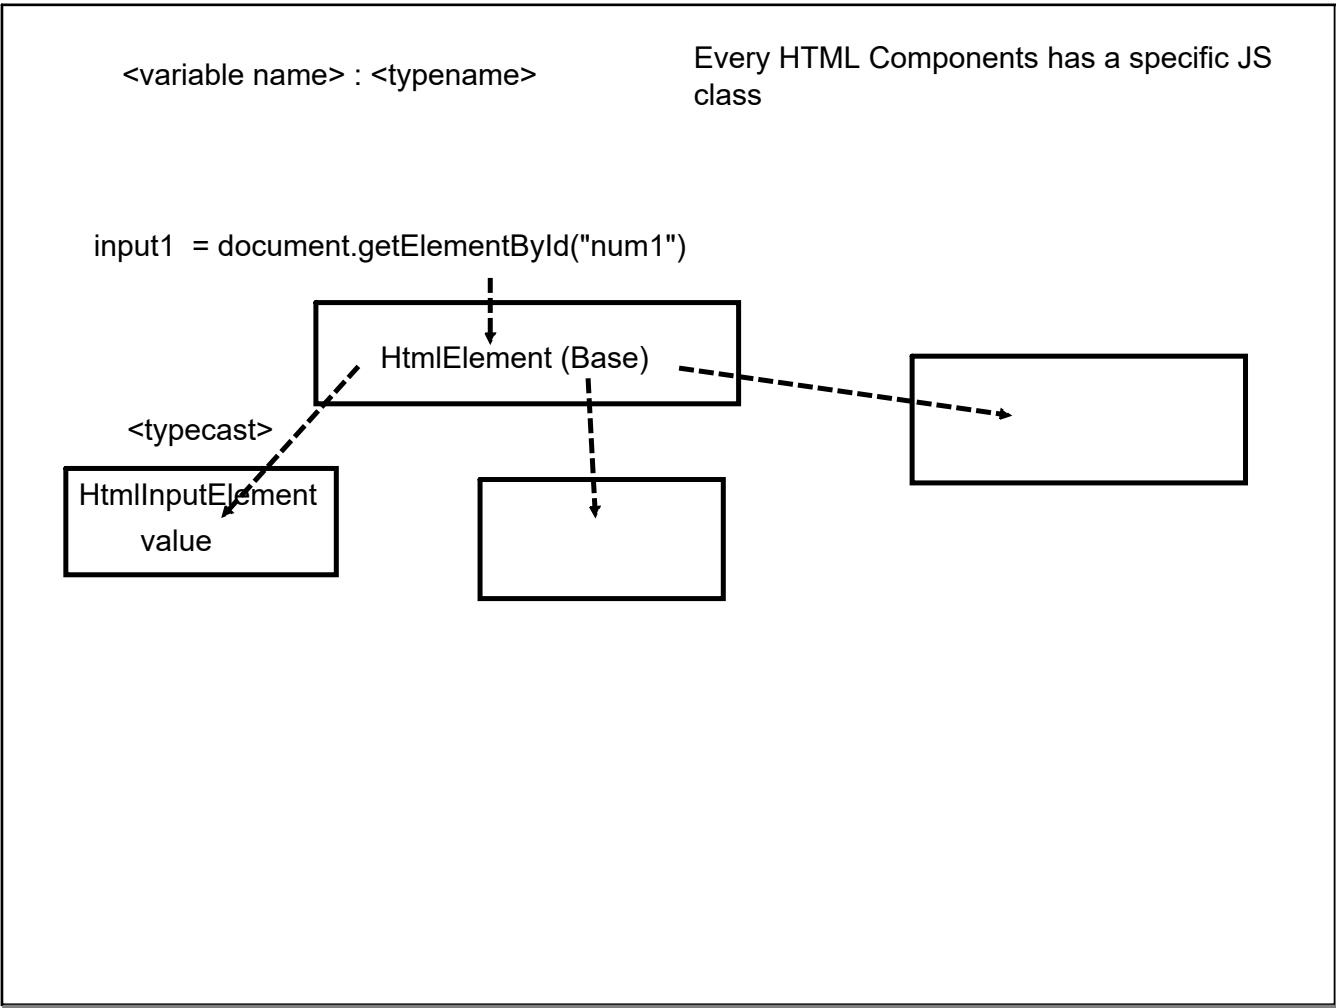 <variable name> : <typename>
Every HTML Components has a specific JS
class
input1  = document.getElementById("num1")
HtmlElement (Base)
<typecast>
HtmlInputElement
value